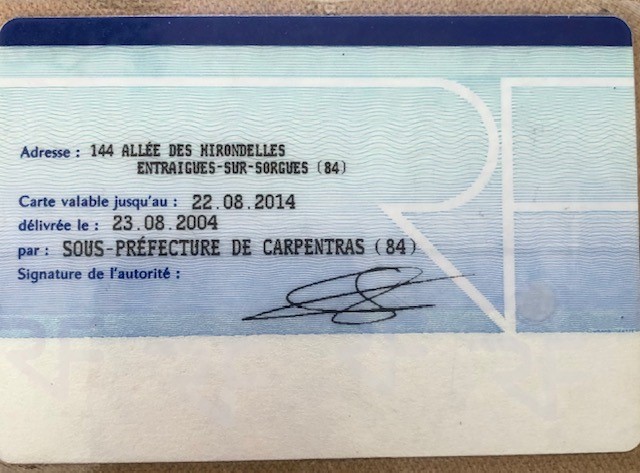 Adresse : 144 ALLÉE DES HIRONDELLES
ENTRAIGUES-SUR-SORGUES (84)
Carte valable jusqu'au : 22.08.2014
délivrée le : 23.08.2004
par : SOUS-PRÉFECTURE DE CARPENTRAS (84)
Signature de l'autorité :
RF